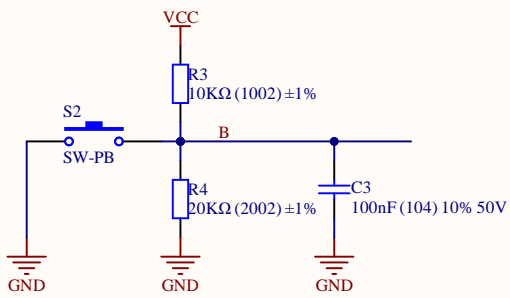 VCC
R3
10KΩ (1002) ±1%
S2
B
SW-PB
R4
20KΩ (2002) ±1%
C3
100nF (104) 10% 50V
GND
GND
GND